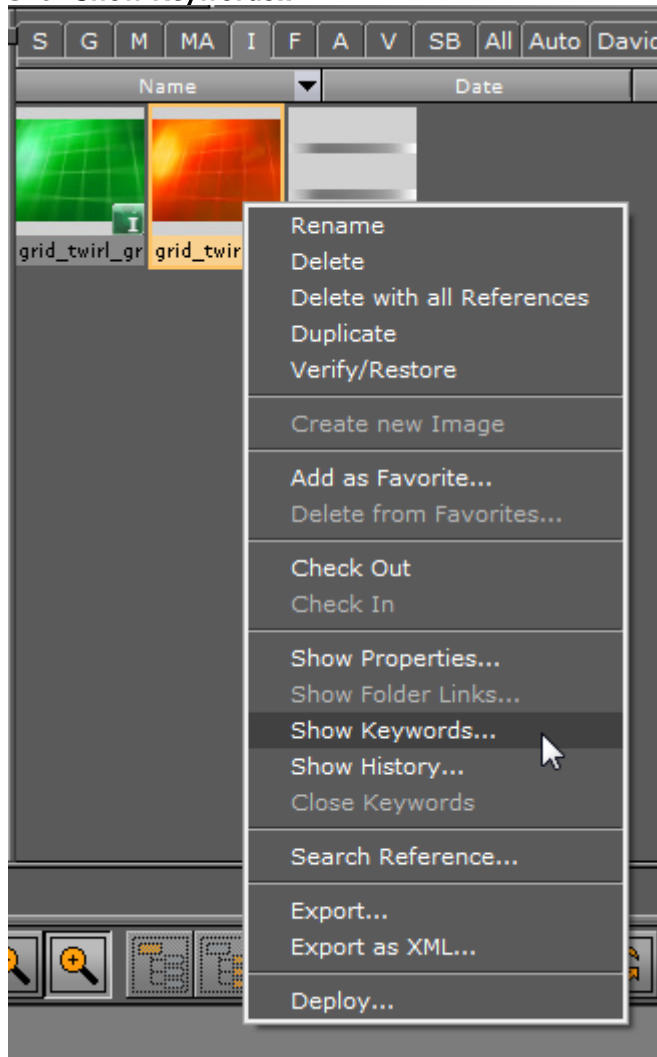 S G M MA I F A V SB All Auto
Name Date
I
grid_twirl_gr grid_twir
Rename
Delete
Delete with all References
Duplicate
Verify/Restore
Create new Image
Add as Favorite...
Delete from Favorites...
Check Out
Check In
Show Properties...
Show Folder Links...
Show Keywords...
Show History...
Close Keywords
Search Reference...
Export...
Export as XML...
Deploy...